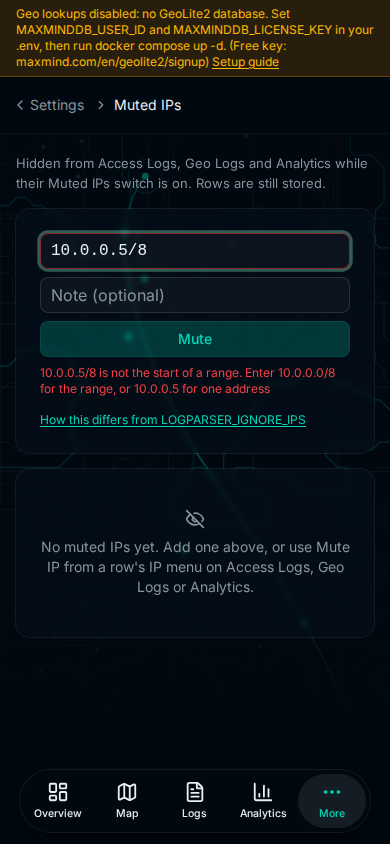 Geo lookups disabled: no GeoLite2 database. Set
MAXMINDDB_USER_ID and MAXMINDDB_LICENSE_KEY in your
.env, then run docker compose up -d. (Free key:
maxmind.com/en/geolite2/signup) Setup guide
Settings > Muted IPs
Hidden from Access Logs, Geo Logs and Analytics while
their Muted IPs switch is on. Rows are still stored.
10.0.0.5/8
Note (optional)
Mute
10.0.0.5/8 is not the start of a range. Enter 10.0.0.0/8
for the range, or 10.0.0.5 for one address
How this differs from LOGPARSER_IGNORE_IPS
No muted IPs yet. Add one above, or use Mute
IP from a row's IP menu on Access Logs, Geo
Logs or Analytics.
Overview Map Logs Analytics More